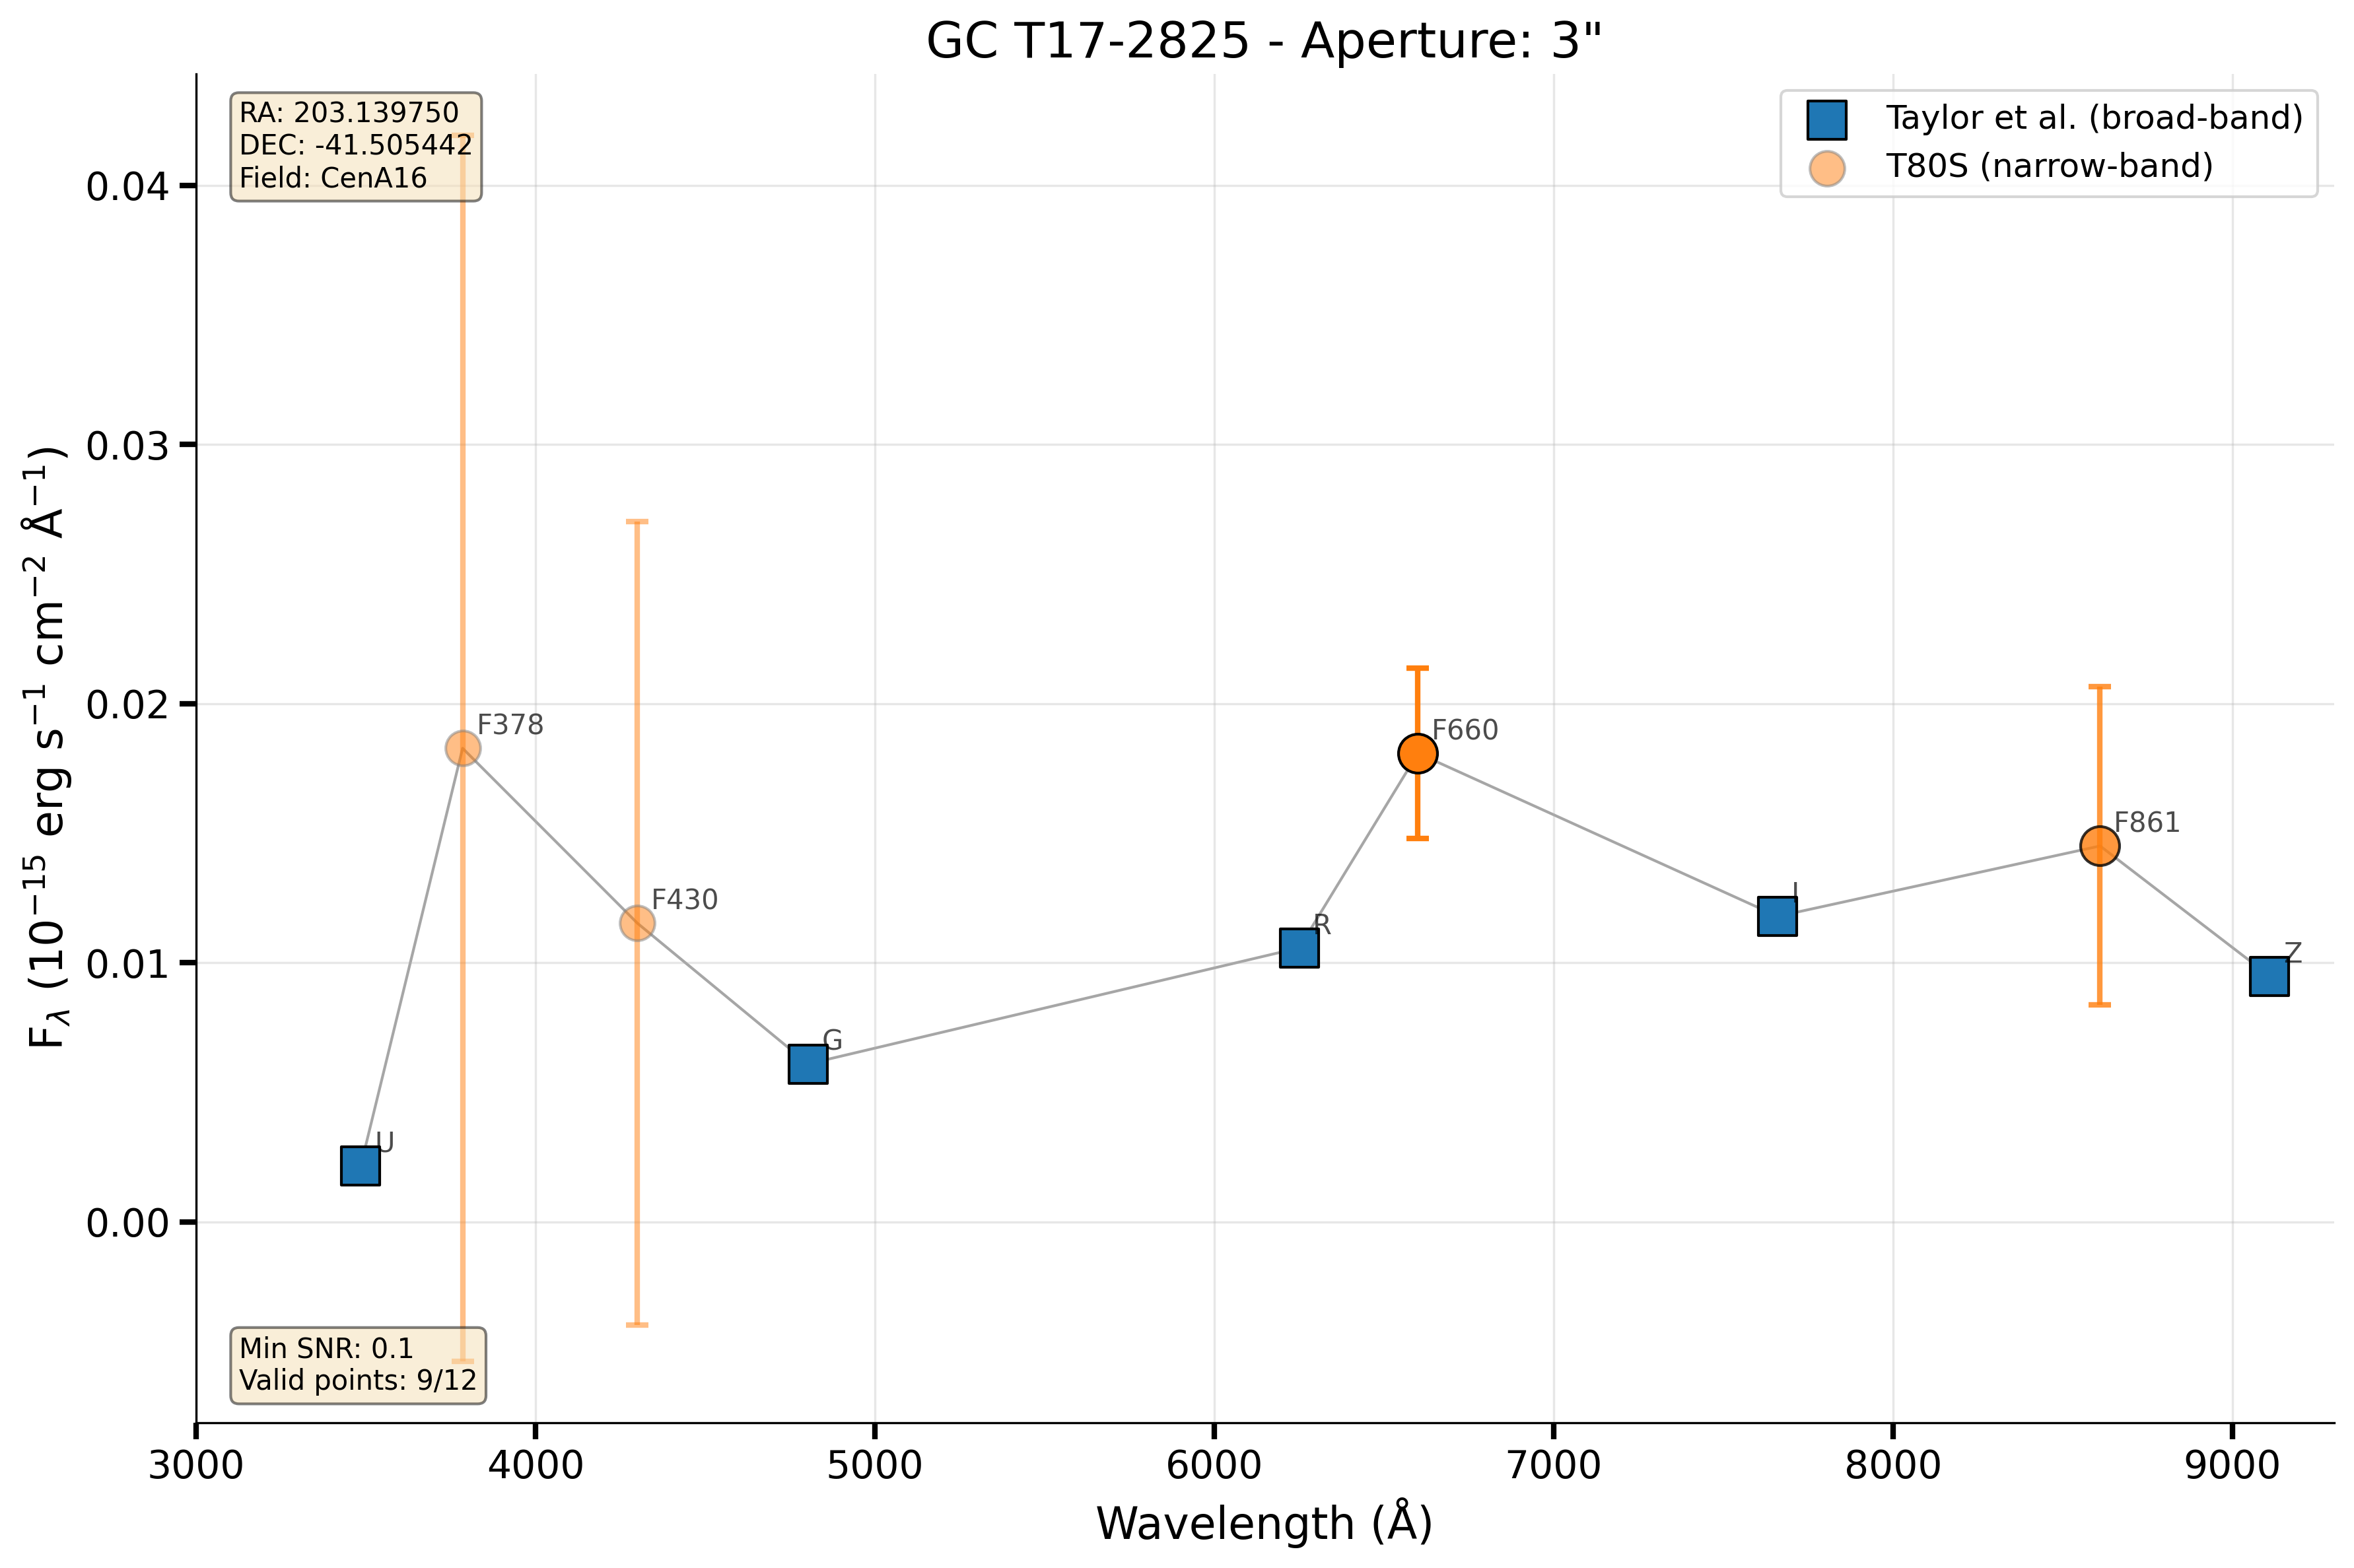 GC T17-2825 - Aperture: 3"
RA: 203.139750
DEC: -41.505442
Field: CenA16
Taylor et al. (broad-band)
T80S (narrow-band)
0.04
0.03
0.02
0.01
0.00
F_λ (10⁻¹⁵ erg s⁻¹ cm⁻² Å⁻¹)
F378
F660
F861
F430
I
R
Z
G
U
Min SNR: 0.1
Valid points: 9/12
3000 4000 5000 6000 7000 8000 9000
Wavelength (Å)